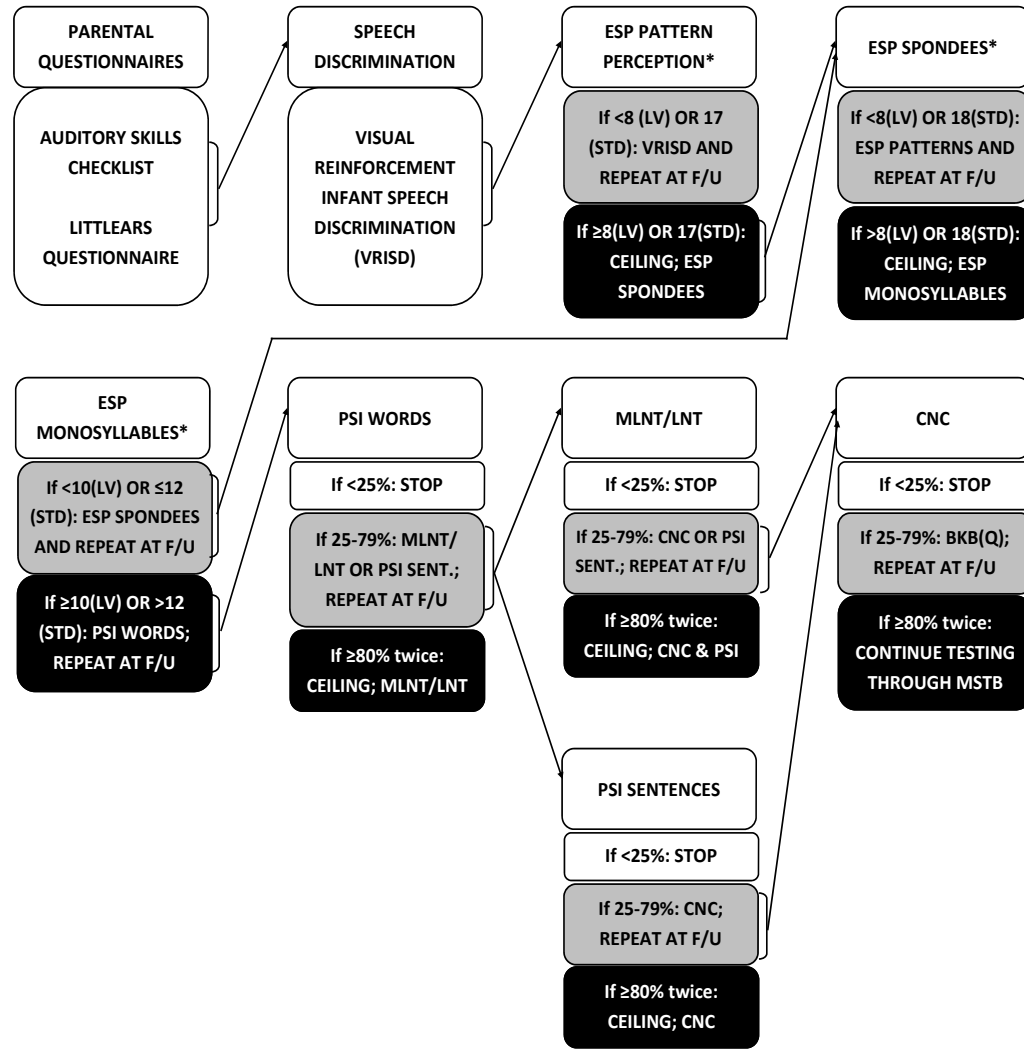 PARENTAL
QUESTIONNAIRES
AUDITORY SKILLS
CHECKLIST
LITTLEARS
QUESTIONNAIRE
SPEECH
DISCRIMINATION
VISUAL
REINFORCEMENT
INFANT SPEECH
DISCRIMINATION
(VRISD)
ESP PATTERN
PERCEPTION*
If <8 (LV) OR 17
(STD): VRISD AND
REPEAT AT F/U
If ≥8(LV) OR 17(STD):
CEILING; ESP
SPONDEES
ESP SPONDEES*
If <8(LV) OR 18(STD):
ESP PATTERNS AND
REPEAT AT F/U
If >8(LV) OR 18(STD):
CEILING; ESP
MONOSYLLABLES
ESP
MONOSYLLABLES*
If <10(LV) OR ≤12
(STD): ESP SPONDEES
AND REPEAT AT F/U
If ≥10(LV) OR >12
(STD): PSI WORDS;
REPEAT AT F/U
PSI WORDS
If <25%: STOP
If 25-79%: MLNT/
LNT OR PSI SENT.;
REPEAT AT F/U
If ≥80% twice:
CEILING; MLNT/LNT
MLNT/LNT
If <25%: STOP
If 25-79%: CNC OR PSI
SENT.; REPEAT AT F/U
If ≥80% twice:
CEILING; CNC & PSI
CNC
If <25%: STOP
If 25-79%: BKB(Q);
REPEAT AT F/U
If ≥80% twice:
CONTINUE TESTING
THROUGH MSTB
PSI SENTENCES
If <25%: STOP
If 25-79%: CNC;
REPEAT AT F/U
If ≥80% twice:
CEILING; CNC